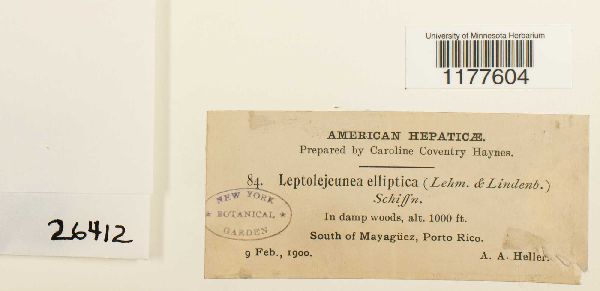 University of Minnesota Herbarium
1177604
AMERICAN HEPATICÆ.
Prepared by Caroline Coventry Haynes.
84. Leptolejeunea elliptica (Lehm. & Lindenb.)
Schiffn.
NEW YORK
BOTANICAL
GARDEN
In damp woods, alt. 1000 ft.
South of Mayagüez, Porto Rico.
9 Feb., 1900. A. A. Heller.
26412